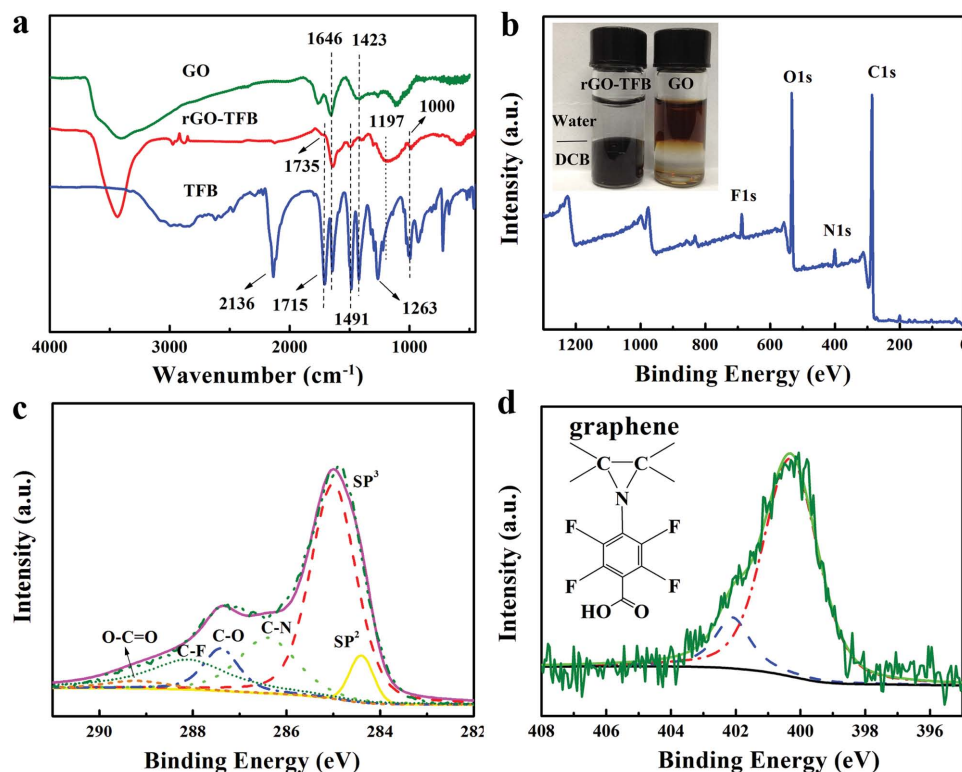 a
1646
1423
GO
1197
1000
rGO-TFB
1735
TFB
2136
1715
1491
1263
Intensity (a.u.)
4000
3000
2000
1000
Wavenumber (cm⁻¹)
b
rGO-TFB
GO
Water
DCB
O1s
C1s
F1s
N1s
Intensity (a.u.)
1200
1000
800
600
400
200
0
Binding Energy (eV)
c
SP³
O-C=O
C-F
C-O
C-N
SP²
Intensity (a.u.)
290
288
286
284
282
Binding Energy (eV)
d
graphene
C
C
N
F
F
F
F
HO
O
Intensity (a.u.)
408
406
404
402
400
398
396
Binding Energy (eV)